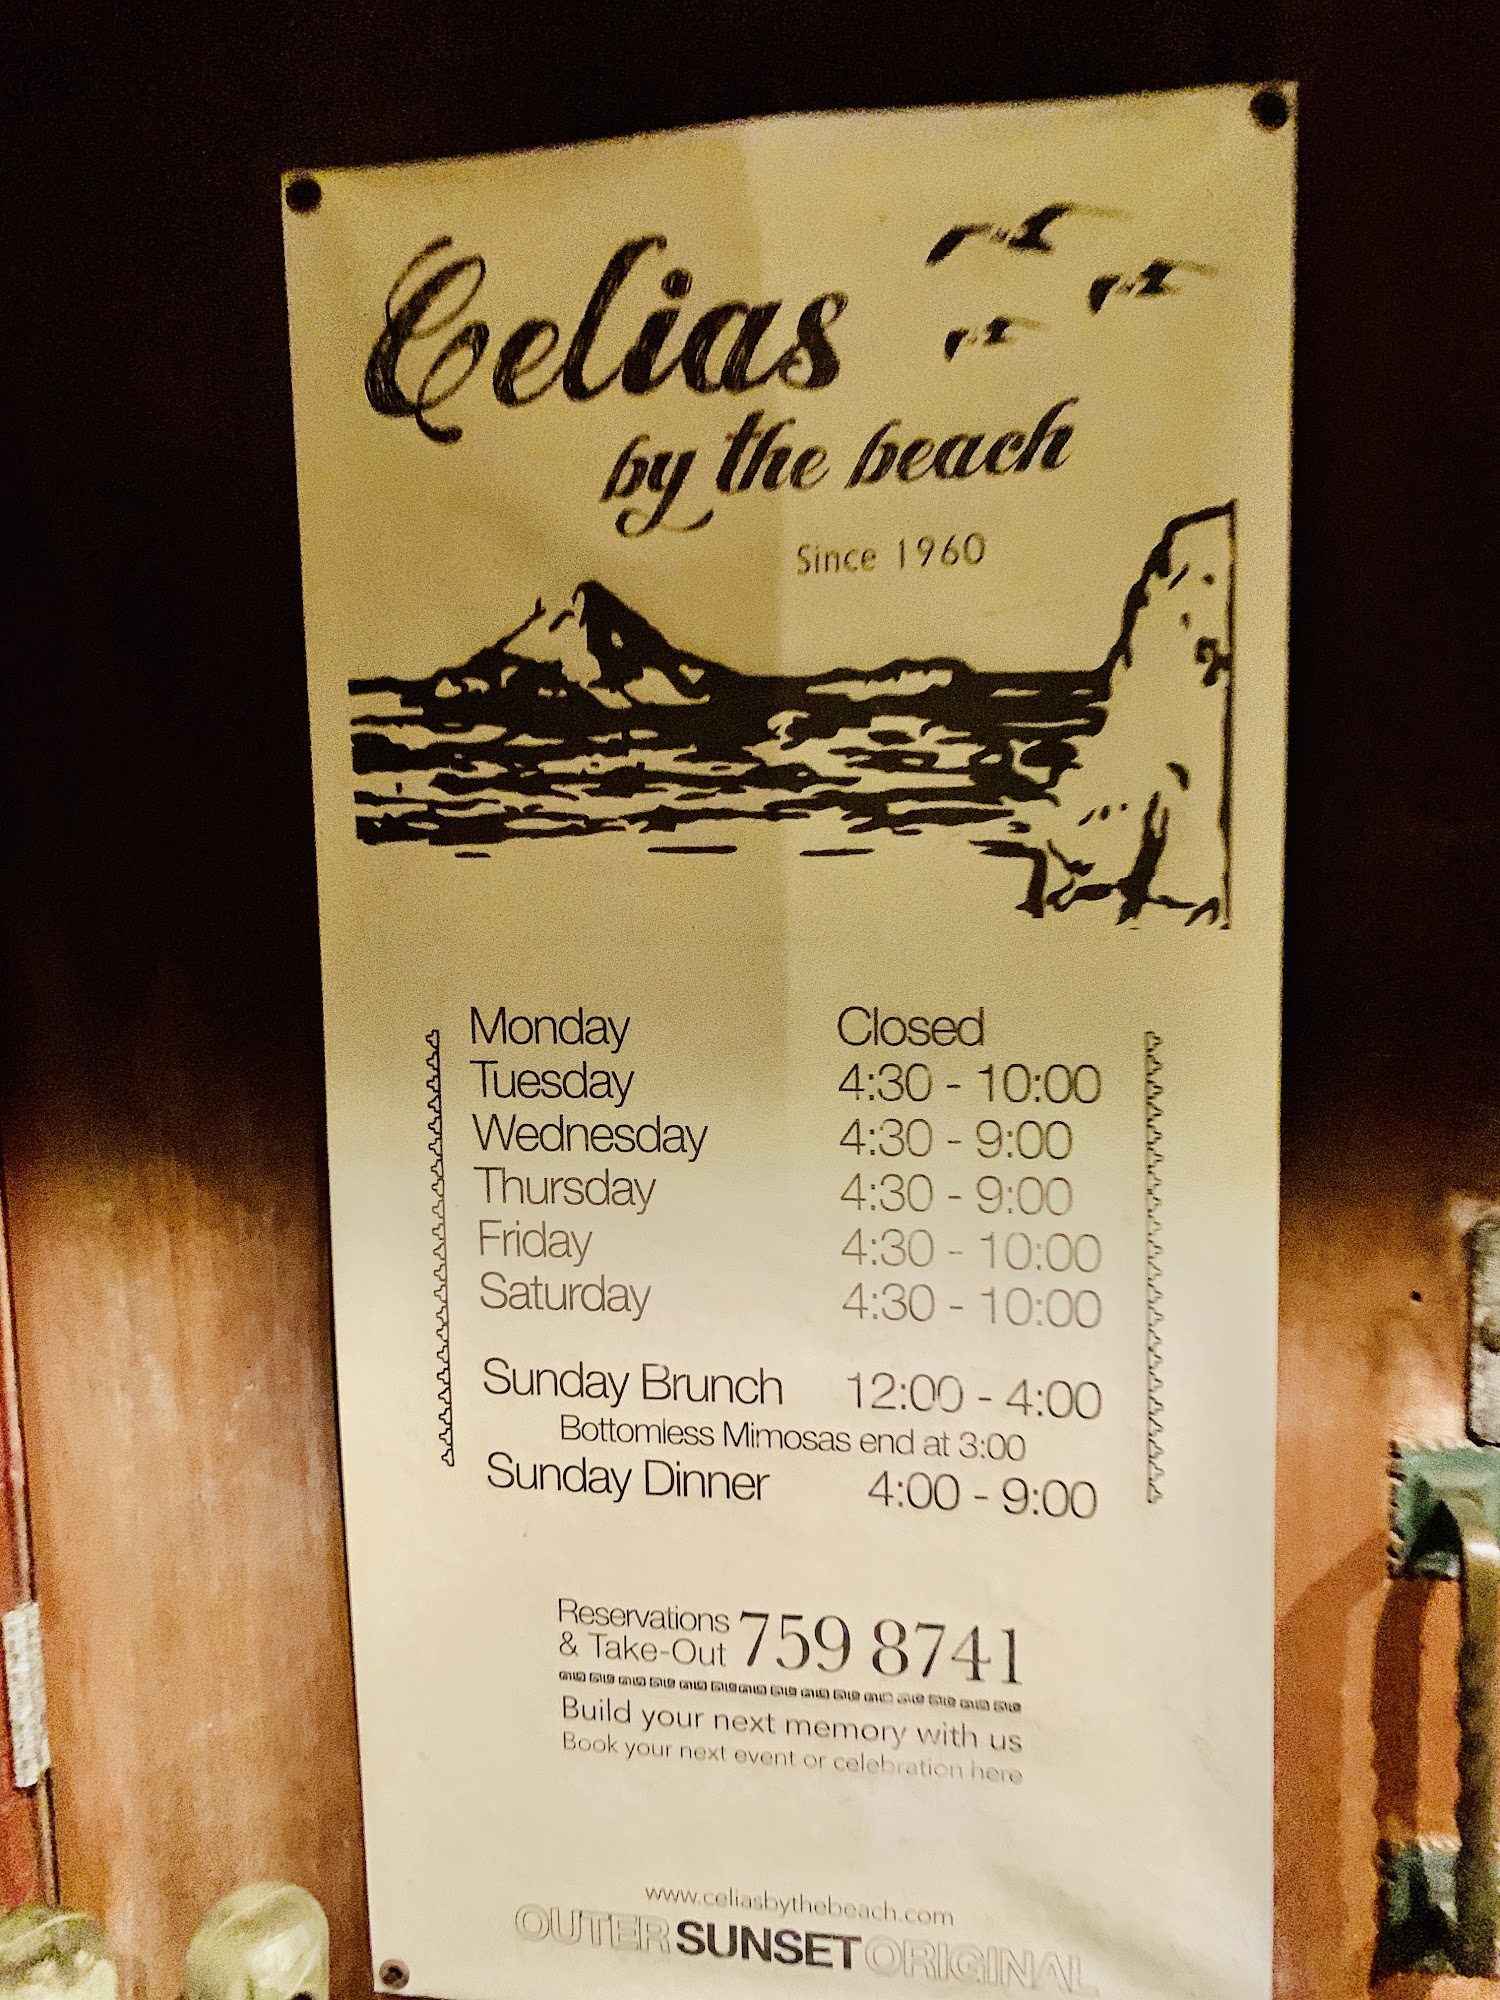 Celias
by the beach
Since 1960
Monday Closed
Tuesday 4:30 - 10:00
Wednesday 4:30 - 9:00
Thursday 4:30 - 9:00
Friday 4:30 - 10:00
Saturday 4:30 - 10:00
Sunday Brunch 12:00 - 4:00
Bottomless Mimosas end at 3:00
Sunday Dinner 4:00 - 9:00
Reservations
& Take-Out 759 8741
Build your next memory with us
Book your next event or celebration here
www.celiasbythebeach.com
OUTER SUNSET ORIGINAL